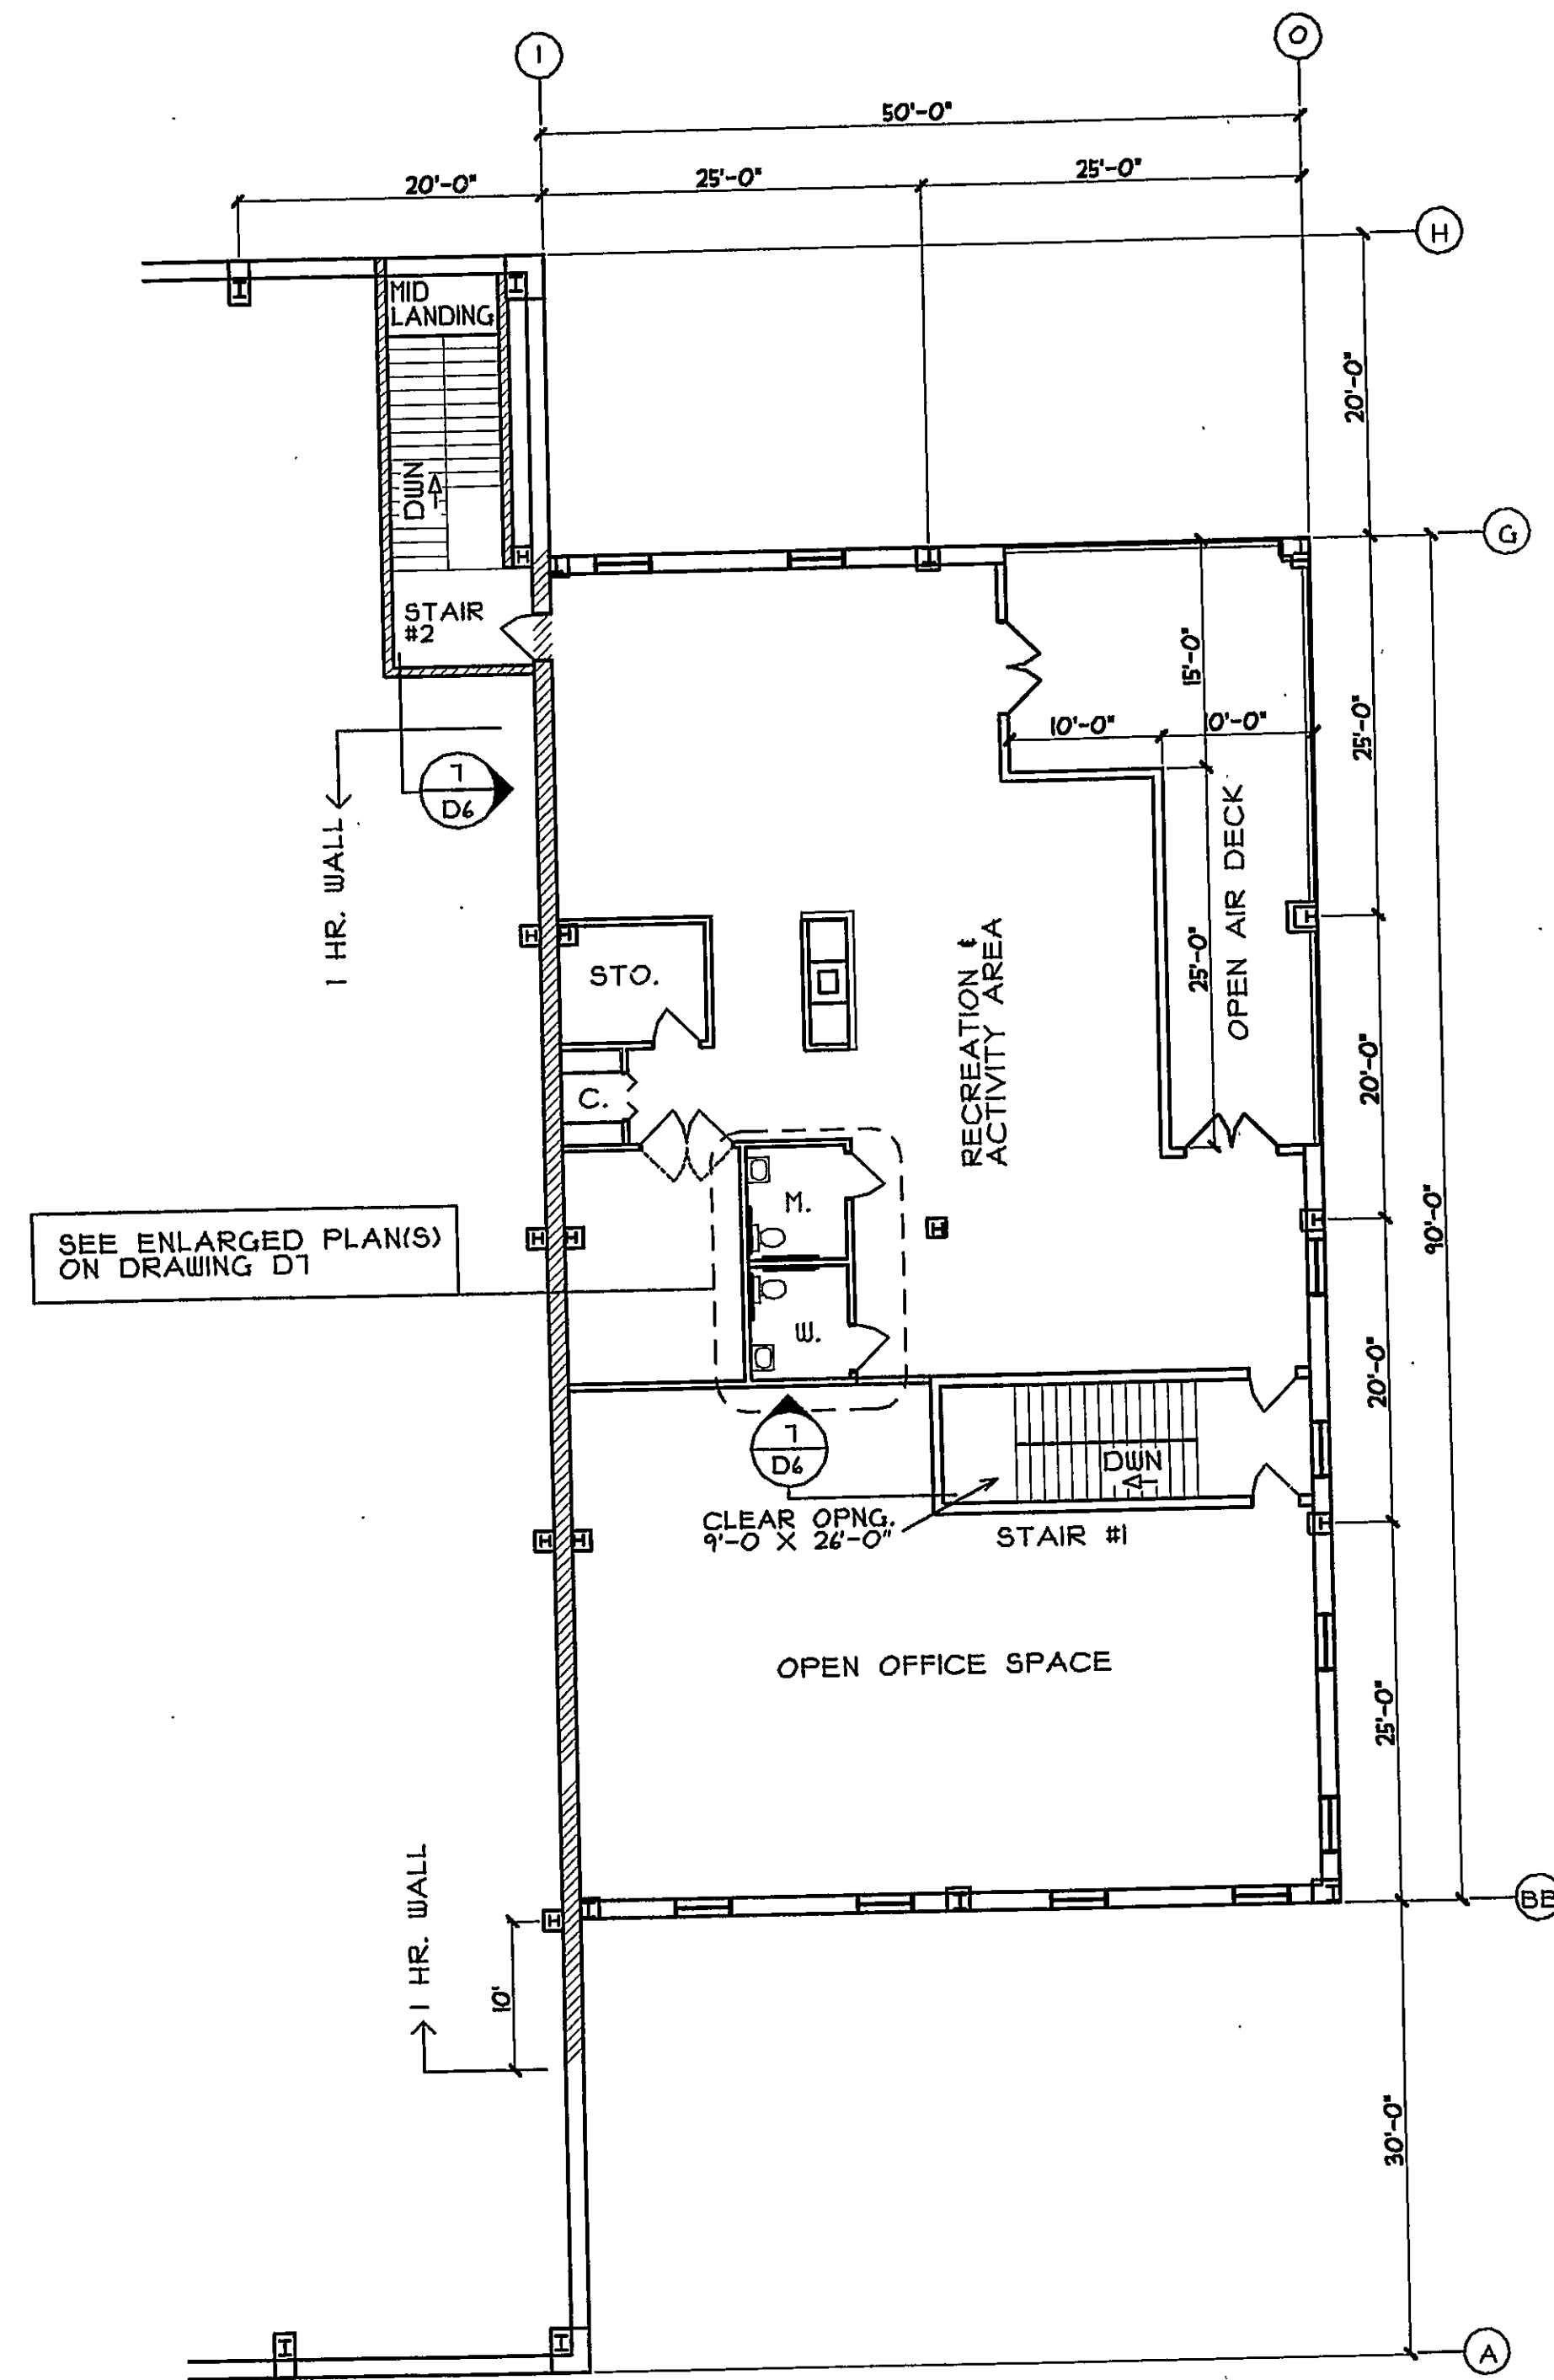 1
O
50'-0"
20'-0"
25'-0"
25'-0"
H
MID
LANDING
20'-0"
DWN
G
STAIR
#2
15'-0"
10'-0"
10'-0"
25'-0"
7
D6
1 HR. WALL
OPEN AIR DECK
25'-0"
STO.
RECREATION &
ACTIVITY AREA
20'-0"
C.
M.
90'-0"
SEE ENLARGED PLAN(S)
ON DRAWING D7
W.
20'-0"
7
D6
DWN
CLEAR OPNG.
9'-0 X 26'-0"
STAIR #1
OPEN OFFICE SPACE
25'-0"
1 HR. WALL
10'
BB
30'-0"
A